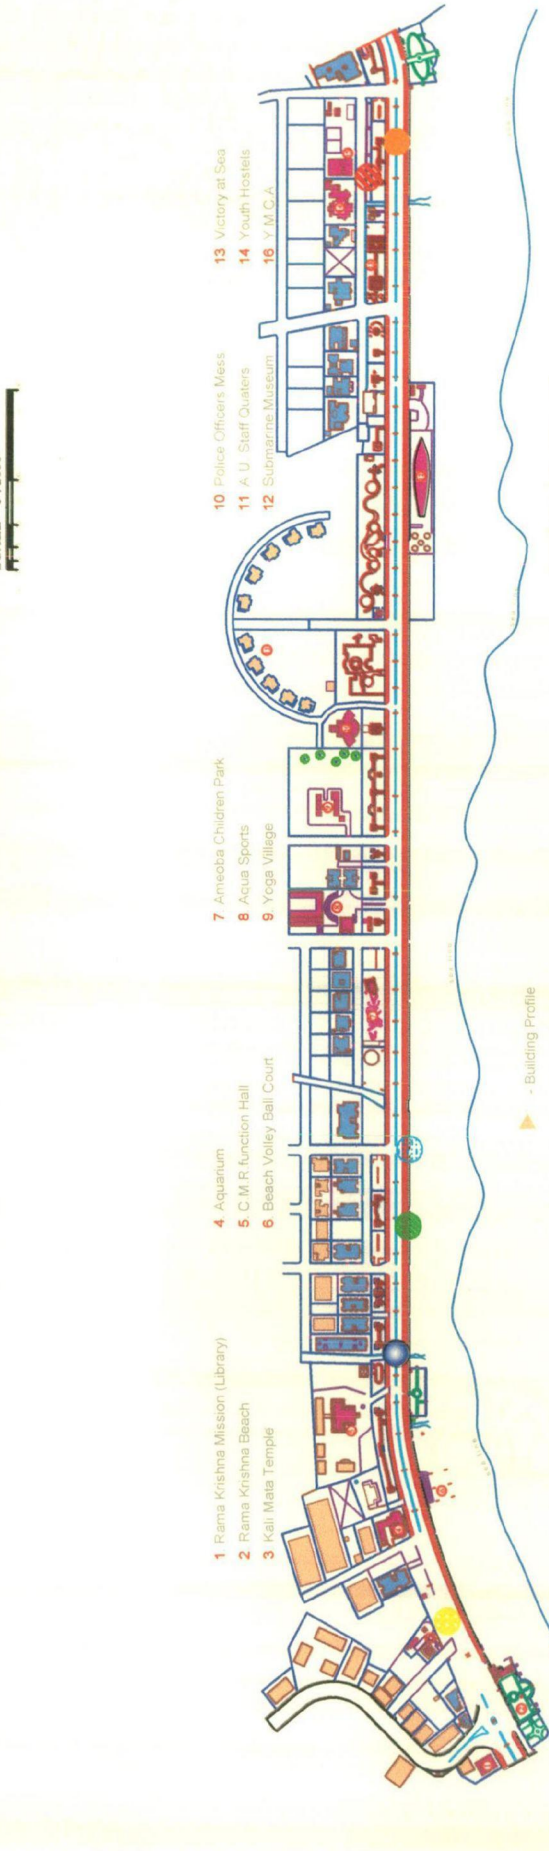 1 Rama Krishna Mission (Library)
2 Rama Krishna Beach
3 Kali Mata Temple
4. Aquarium
5. C M R function Hall
6. Beach Volley Ball Court
7. Ameoba Children Park
8. Aqua Sports
9. Yoga Village
10 Police Officers Mess
11 A U Staff Quaters
12 Submarine Museum
13 Victory at Sea
14 Youth Hostels
16 Y M C A
- Building Profile